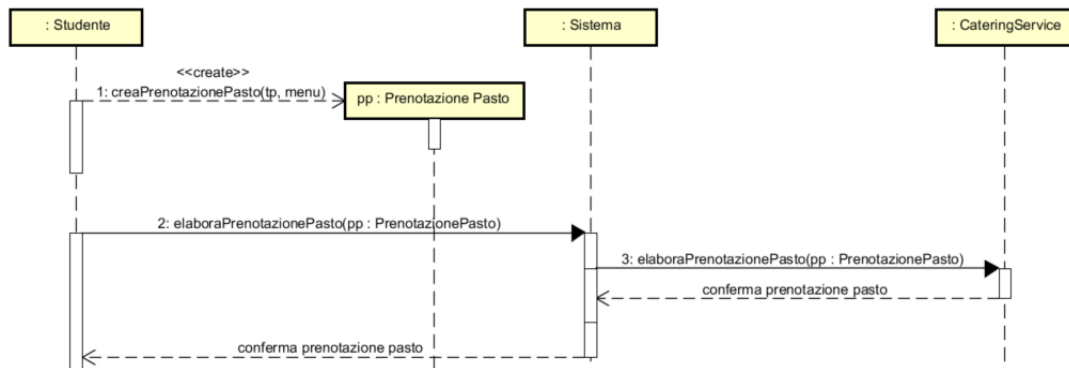 : Studente
: Sistema
: CateringService
<<create>>
1: creaPrenotazionePasto(tp, menu)
pp : Prenotazione Pasto
2: elaboraPrenotazionePasto(pp : PrenotazionePasto)
3: elaboraPrenotazionePasto(pp : PrenotazionePasto)
conferma prenotazione pasto
conferma prenotazione pasto